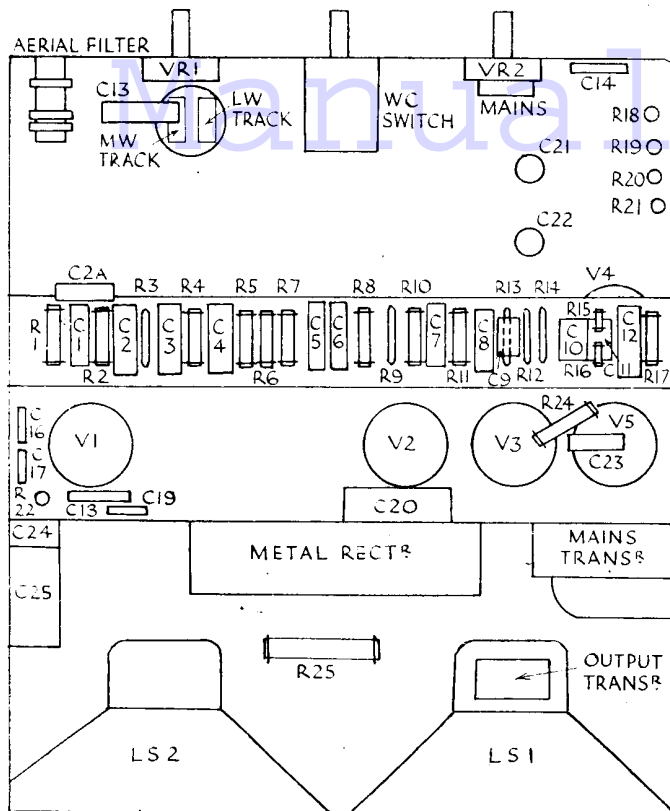 AERIAL FILTER
VR1
VR2
C13
LW
TRACK
MW
TRACK
WC
SWITCH
MAINS
C14
R18
R19
R20
R21
C21
C22
Manual
C2A
R3
R4
R5
R7
R8
R10
R13
R14
V4
R
1
C
1
R2
C
2
C
3
C
4
R6
C
5
C
6
R9
C
7
R11
C
8
C9
R12
R15
C
10
R16
C
11
C
12
R17
C
16
C
17
R
22
V1
C13
C19
V2
C20
V3
R24
V5
C23
C24
C25
METAL RECTR
MAINS
TRANSR
R25
OUTPUT
TRANSR
LS2
LS1